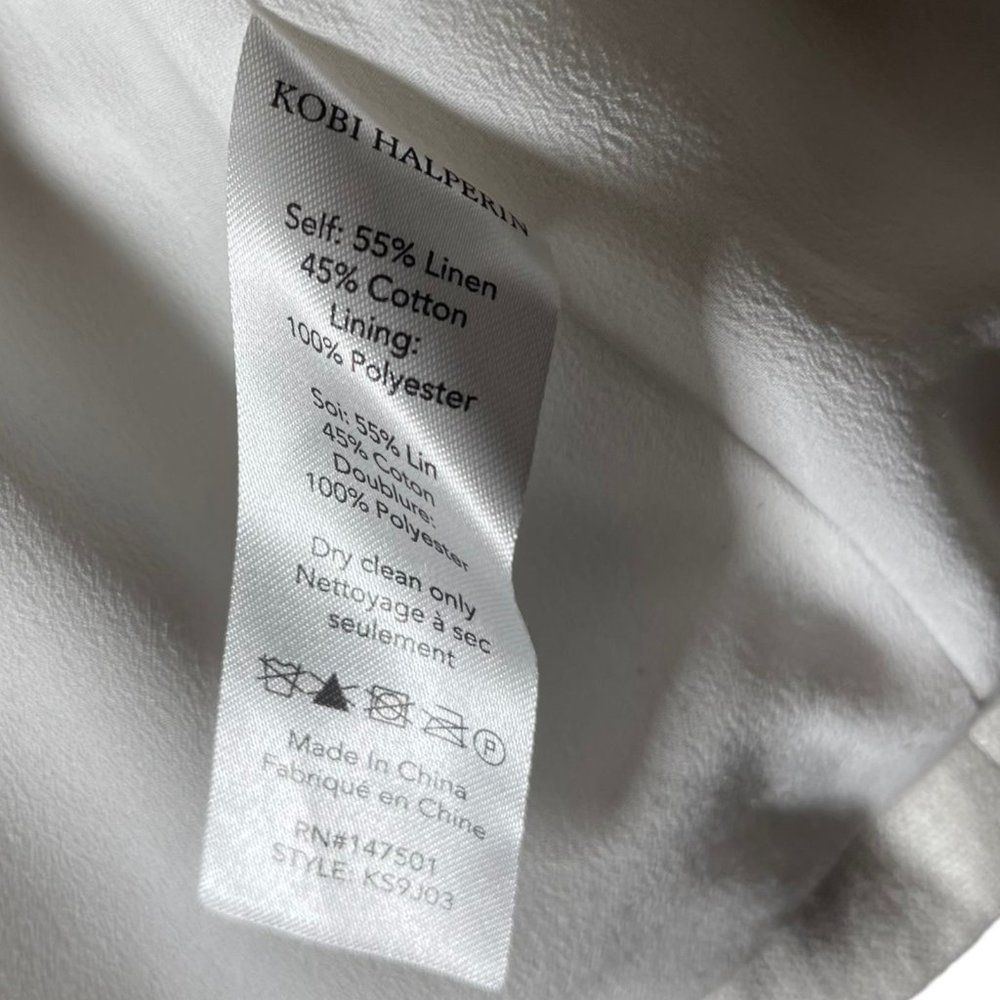 KOBI HALPERIN
Self: 55% Linen
45% Cotton
Lining:
100% Polyester
Soi: 55% Lin
45% Coton
Doublure:
100% Polyester
Dry clean only
Nettoyage à sec
seulement
P
Made In China
Fabriqué en Chine
RN#147501
STYLE: KS9J03